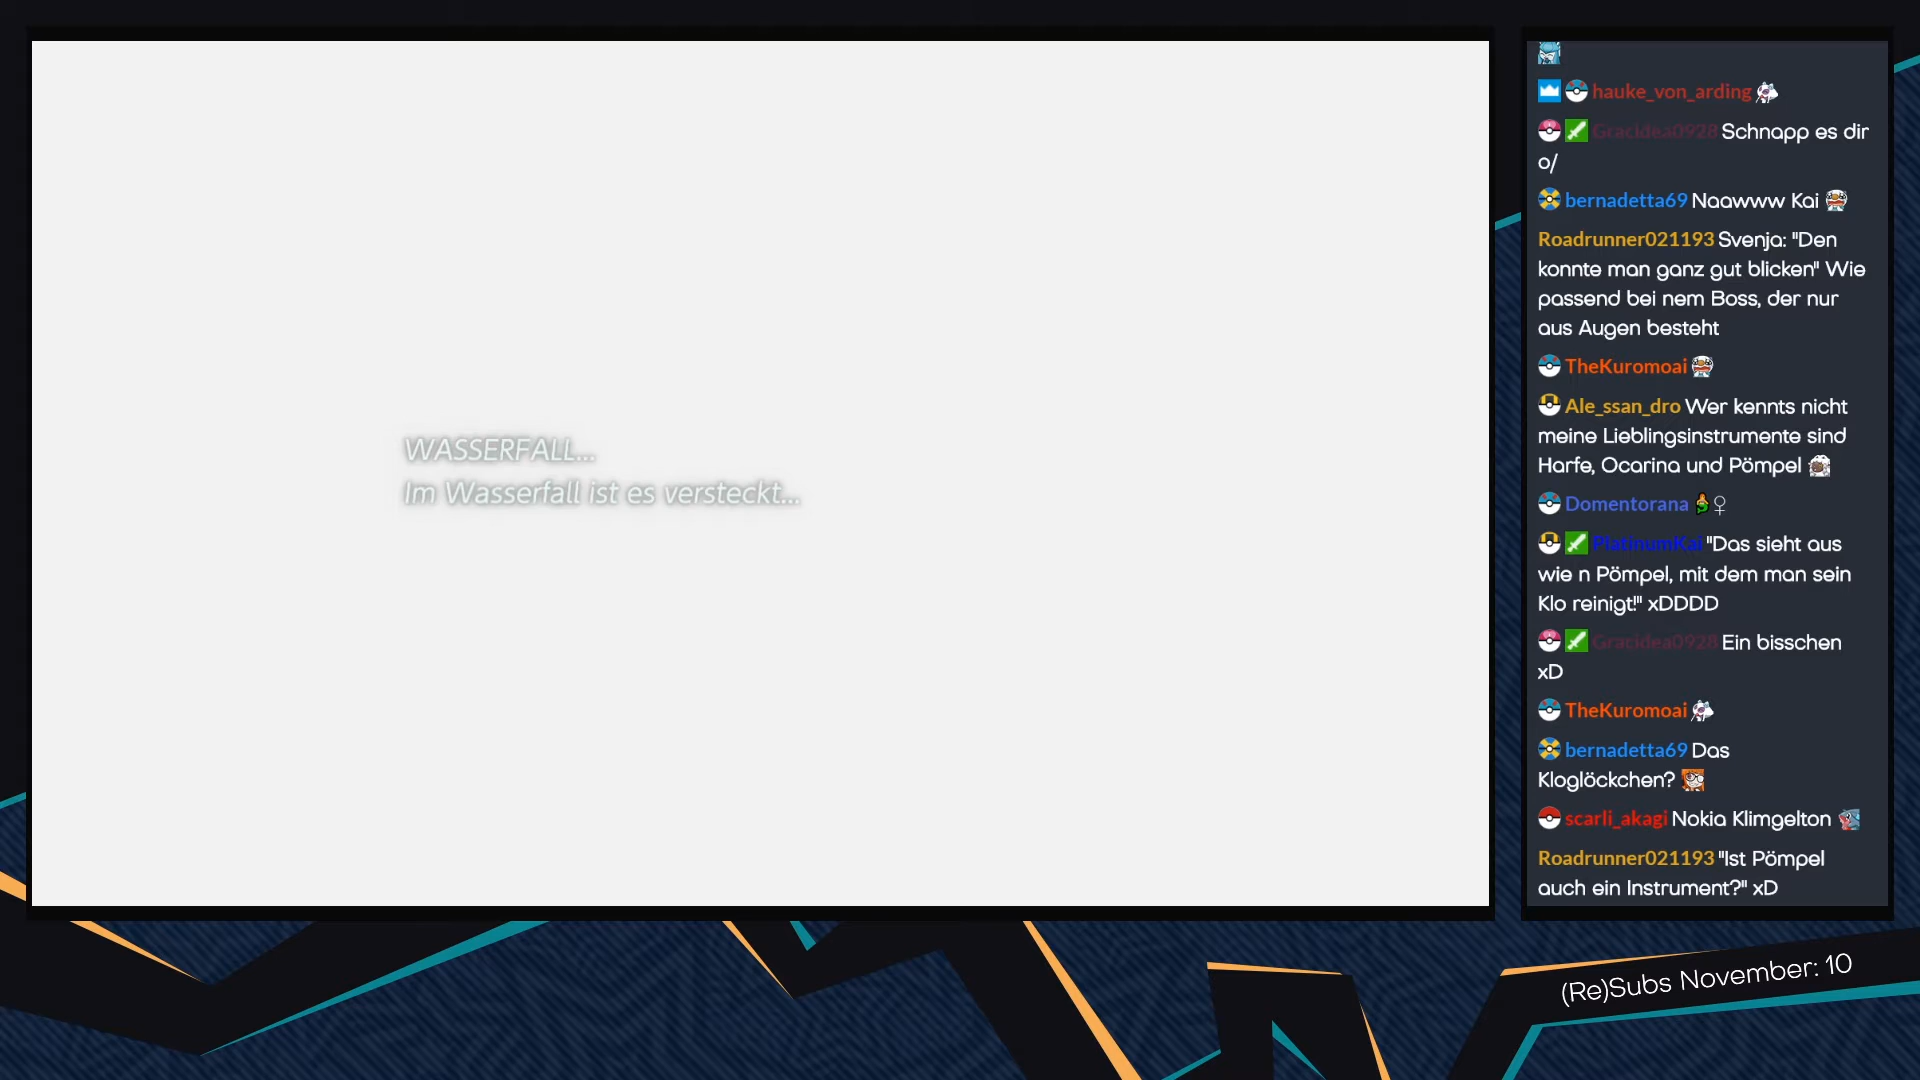 WASSERFALL...
Im Wasserfall ist es versteckt...
hauke_von_arding
Gracidea0928 Schnapp es dir
o/
bernadetta69 Naawww Kai
Roadrunner021193 Svenja: "Den
konnte man ganz gut blicken" Wie
passend bei nem Boss, der nur
aus Augen besteht
TheKuromoai
Ale_ssan_dro Wer kennts nicht
meine Lieblingsinstrumente sind
Harfe, Ocarina und Pömpel
Domentorana ♀
PlatinumKai "Das sieht aus
wie n Pömpel, mit dem man sein
Klo reinigt!" xDDDD
Gracidea0928 Ein bisschen
xD
TheKuromoai
bernadetta69 Das
Kloglöckchen?
scarli_akagi Nokia Klimgelton
Roadrunner021193 "Ist Pömpel
auch ein Instrument?" xD
(Re)Subs November: 10